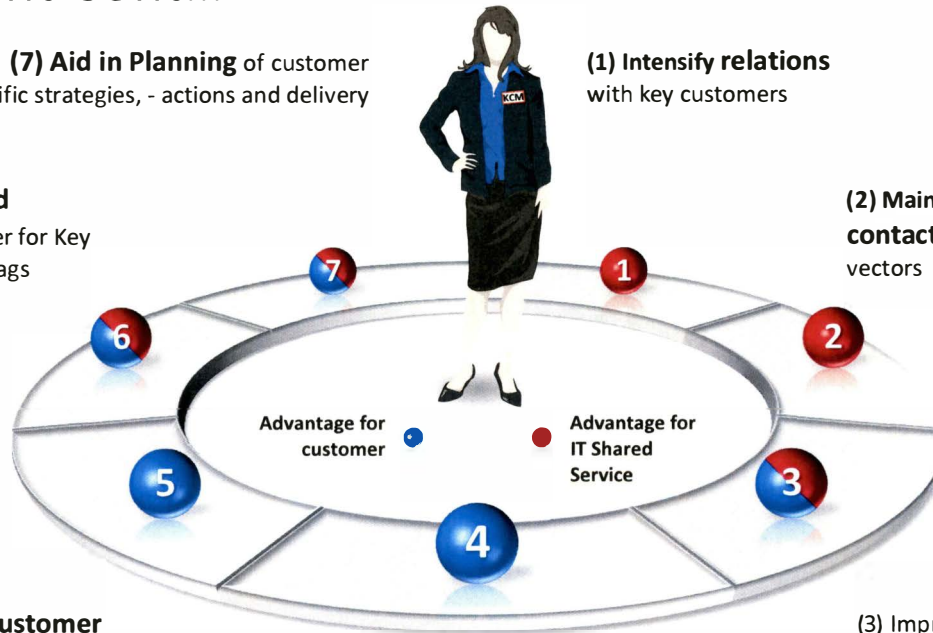 (7) Aid in Planning of customer
ific strategies, - actions and delivery
KCM
(1) Intensify relations
with key customers
d
er for Key
ags
(2) Main
contact
vectors
7
1
6
2
Advantage for
customer
Advantage for
IT Shared
Service
5
3
4
ustomer
(3) Impr